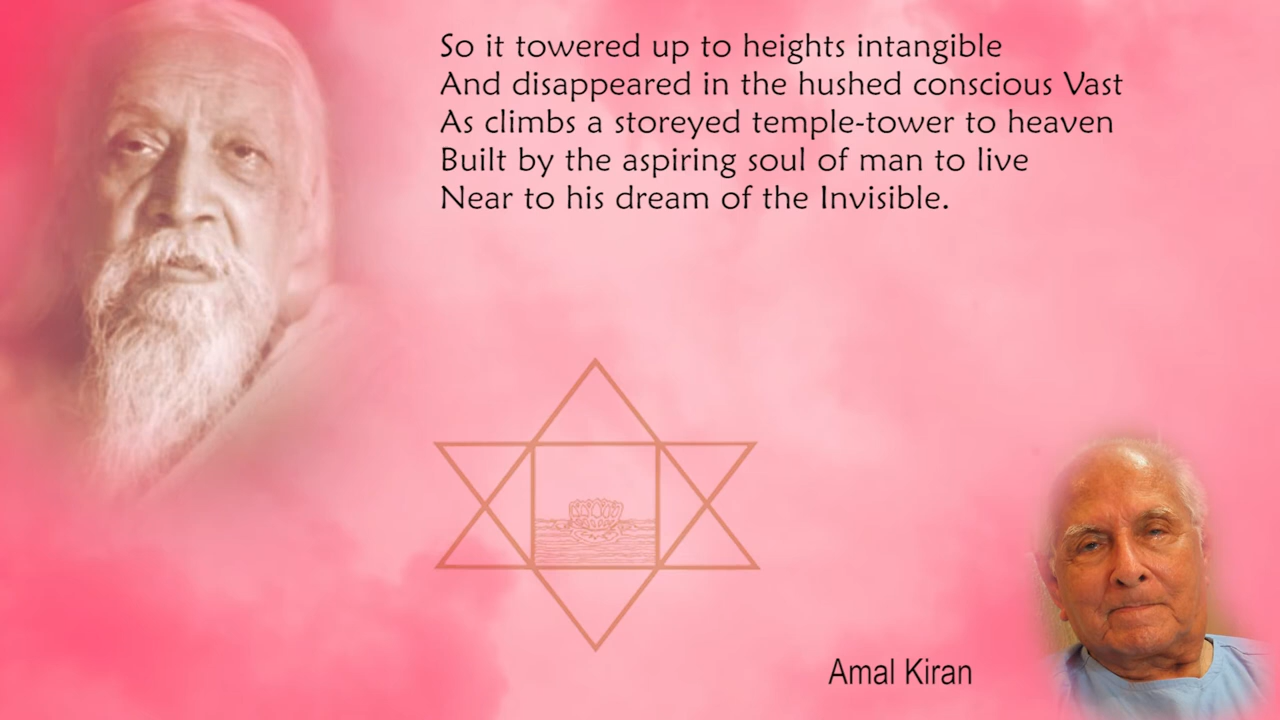 So it towered up to heights intangible
And disappeared in the hushed conscious Vast
As climbs a storeyed temple-tower to heaven
Built by the aspiring soul of man to live
Near to his dream of the Invisible.
Amal Kiran